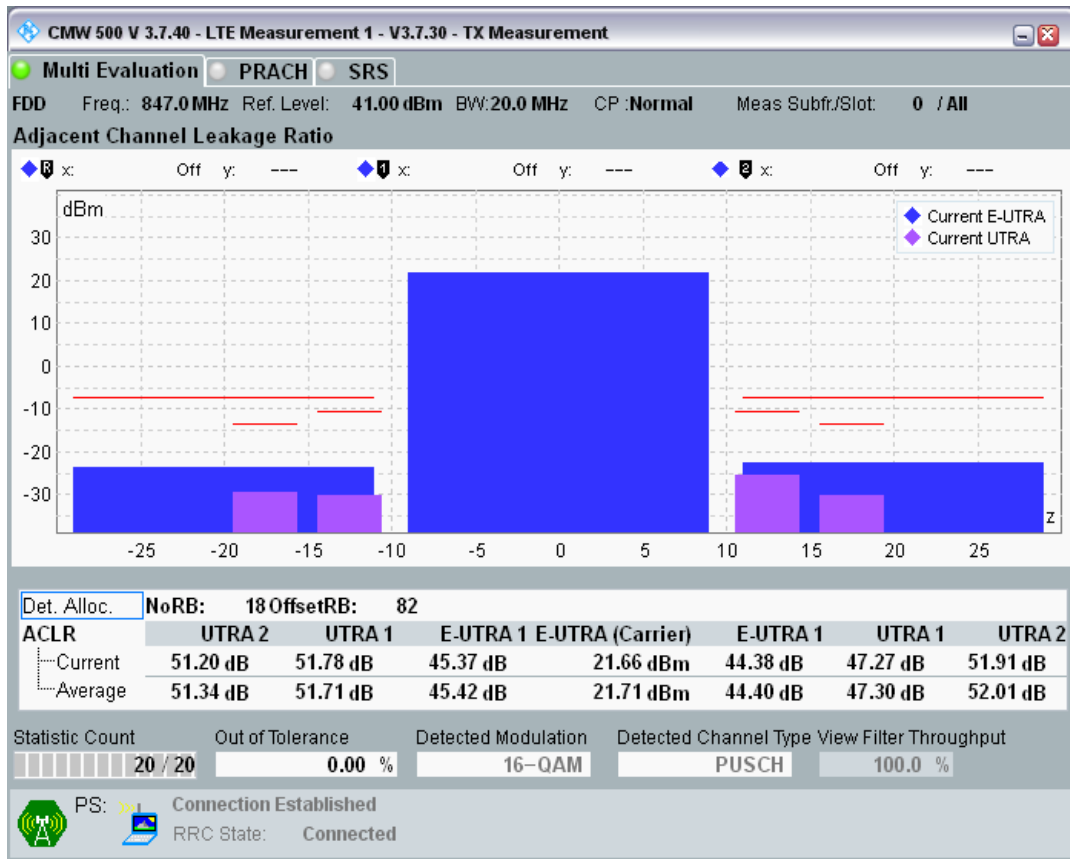 CMW 500 V 3.7.40 - LTE Measurement 1 - V3.7.30 - TX Measurement
Multi Evaluation PRACH SRS
FDD Freq.: 847.0 MHz Ref. Level: 41.00 dBm BW: 20.0 MHz CP :Normal Meas Subfr./Slot: 0 / All
Adjacent Channel Leakage Ratio
R x: Off y: --- 1 x: Off y: --- 2 x: Off y: ---
dBm
Current E-UTRA
Current UTRA
30
20
10
0
-10
-20
-30
z
-25 -20 -15 -10 -5 0 5 10 15 20 25
Det. Alloc. NoRB: 18 OffsetRB: 82
ACLR UTRA 2 UTRA 1 E-UTRA 1 E-UTRA (Carrier) E-UTRA 1 UTRA 1 UTRA 2
Current 51.20 dB 51.78 dB 45.37 dB 21.66 dBm 44.38 dB 47.27 dB 51.91 dB
Average 51.34 dB 51.71 dB 45.42 dB 21.71 dBm 44.40 dB 47.30 dB 52.01 dB
Statistic Count Out of Tolerance Detected Modulation Detected Channel Type View Filter Throughput
20 / 20 0.00 % 16-QAM PUSCH 100.0 %
PS: Connection Established
RRC State: Connected